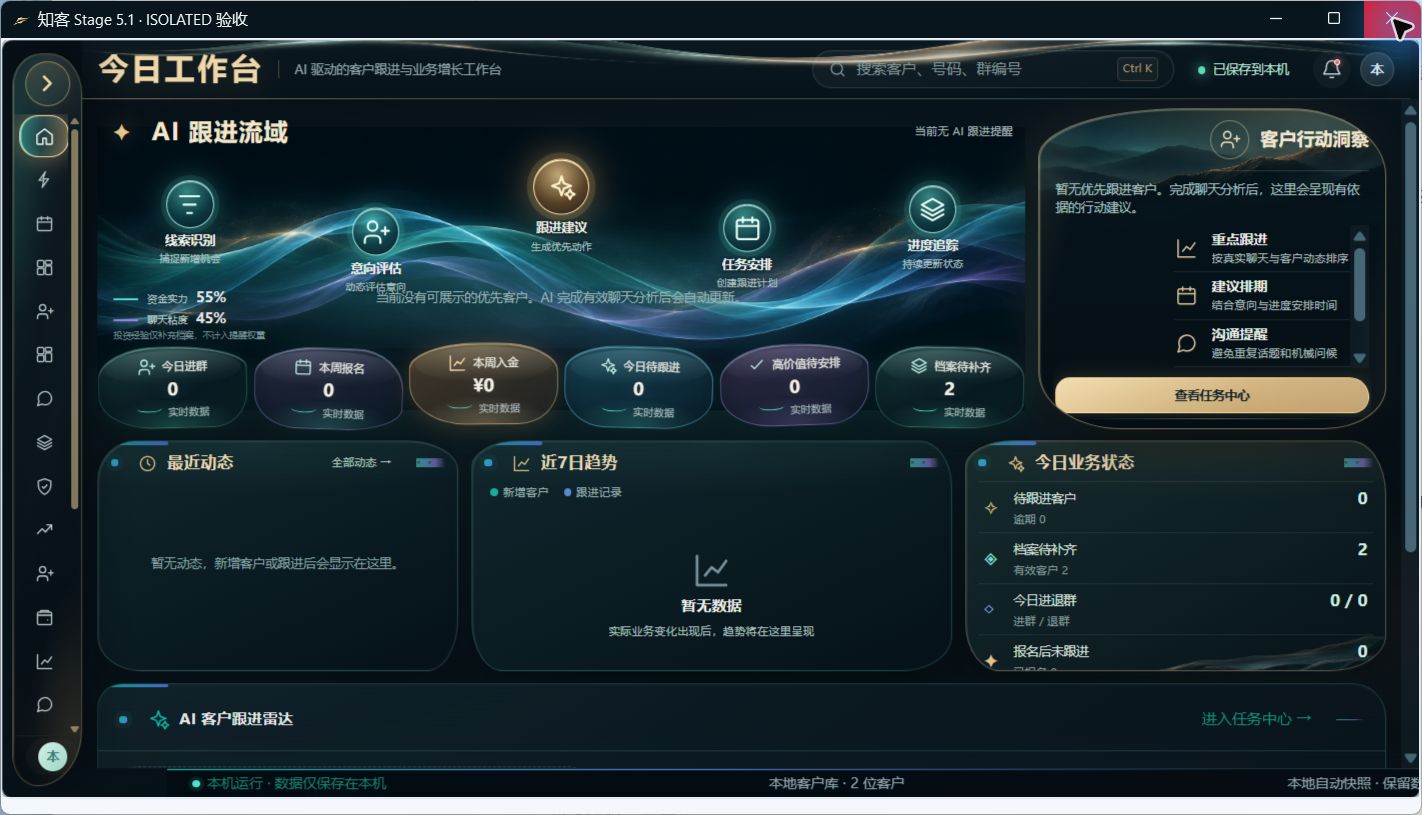 知客 Stage 5.1 · ISOLATED 验收
今日工作台
AI 驱动的客户跟进与业务增长工作台
搜索客户、号码、群编号
Ctrl K
已保存到本机
本
AI 跟进流域
当前无 AI 跟进提醒
线索识别
捕捉新增机会
意向评估
动态评估意向
跟进建议
生成优先动作
任务安排
创建跟进计划
进度追踪
持续更新状态
当前没有可展示的优先客户。AI 完成有效聊天分析后会自动更新。
资金实力 55%
聊天粘度 45%
投资经验仅补充档案，不计入提醒权重
今日进群
0
实时数据
本周报名
0
实时数据
本周入金
¥0
实时数据
今日待跟进
0
实时数据
高价值待安排
0
实时数据
档案待补齐
2
实时数据
客户行动洞察
暂无优先跟进客户。完成聊天分析后，这里会呈现有依
据的行动建议。
重点跟进
按真实聊天与客户动态排序
建议排期
结合意向与进度安排时间
沟通提醒
避免重复话题和机械问候
查看任务中心
最近动态
全部动态 →
暂无动态，新增客户或跟进后会显示在这里。
近7日趋势
新增客户
跟进记录
暂无数据
实际业务变化出现后，趋势将在这里呈现
今日业务状态
待跟进客户
0
逾期 0
档案待补齐
2
有效客户 2
今日进退群
0 / 0
进群 / 退群
报名后未跟进
0
AI 客户跟进雷达
进入任务中心 →
本
本机运行 · 数据仅保存在本机
本地客户库 · 2 位客户
本地自动快照 · 保留